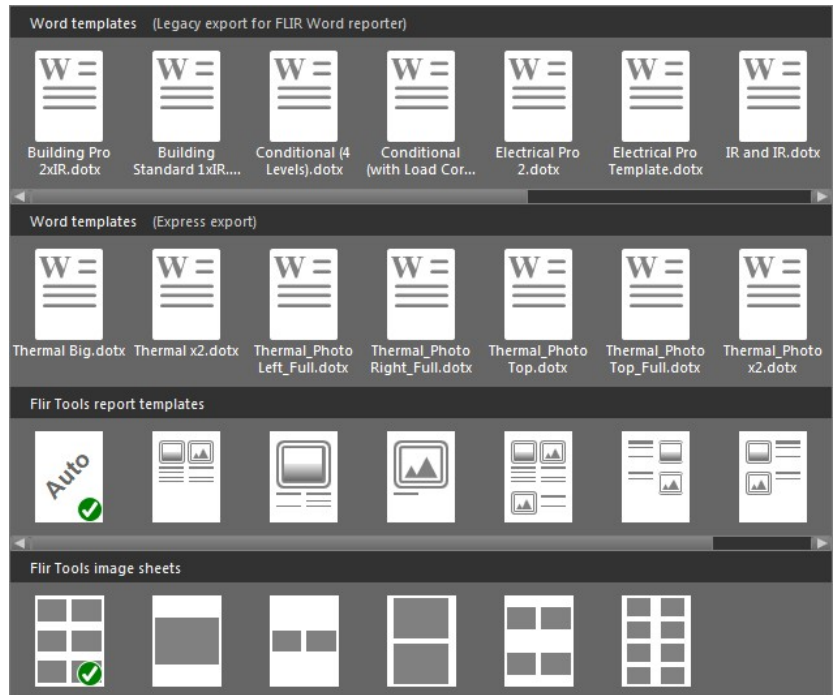 Word templates (Legacy export for FLIR Word reporter)
W W W W W W W
Building Pro Building Conditional (4 Conditional Electrical Pro Electrical Pro IR and IR.dotx
2xIR.dotx Standard 1xIR.... Levels).dotx (with Load Cor... 2.dotx Template.dotx
Word templates (Express export)
W W W W W W W
Thermal Big.dotx Thermal x2.dotx Thermal_Photo Thermal_Photo Thermal_Photo Thermal_Photo Thermal_Photo
Left_Full.dotx Right_Full.dotx Top.dotx Top_Full.dotx x2.dotx
Flir Tools report templates
Auto
Flir Tools image sheets